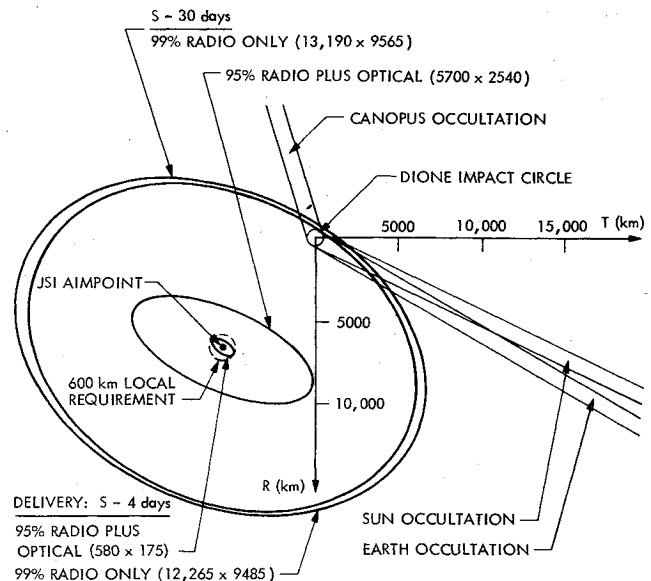 S - 30 days
99% RADIO ONLY (13,190 x 9565)
95% RADIO PLUS OPTICAL (5700 x 2540)
CANOPUS OCCULTATION
DIONE IMPACT CIRCLE
5000
10,000
15,000
T (km)
JSI AIMPOINT
5000
600 km LOCAL
REQUIREMENT
10,000
R (km)
DELIVERY: S - 4 days
95% RADIO PLUS
OPTICAL (580 x 175)
99% RADIO ONLY (12,265 x 9485)
SUN OCCULTATION
EARTH OCCULTATION